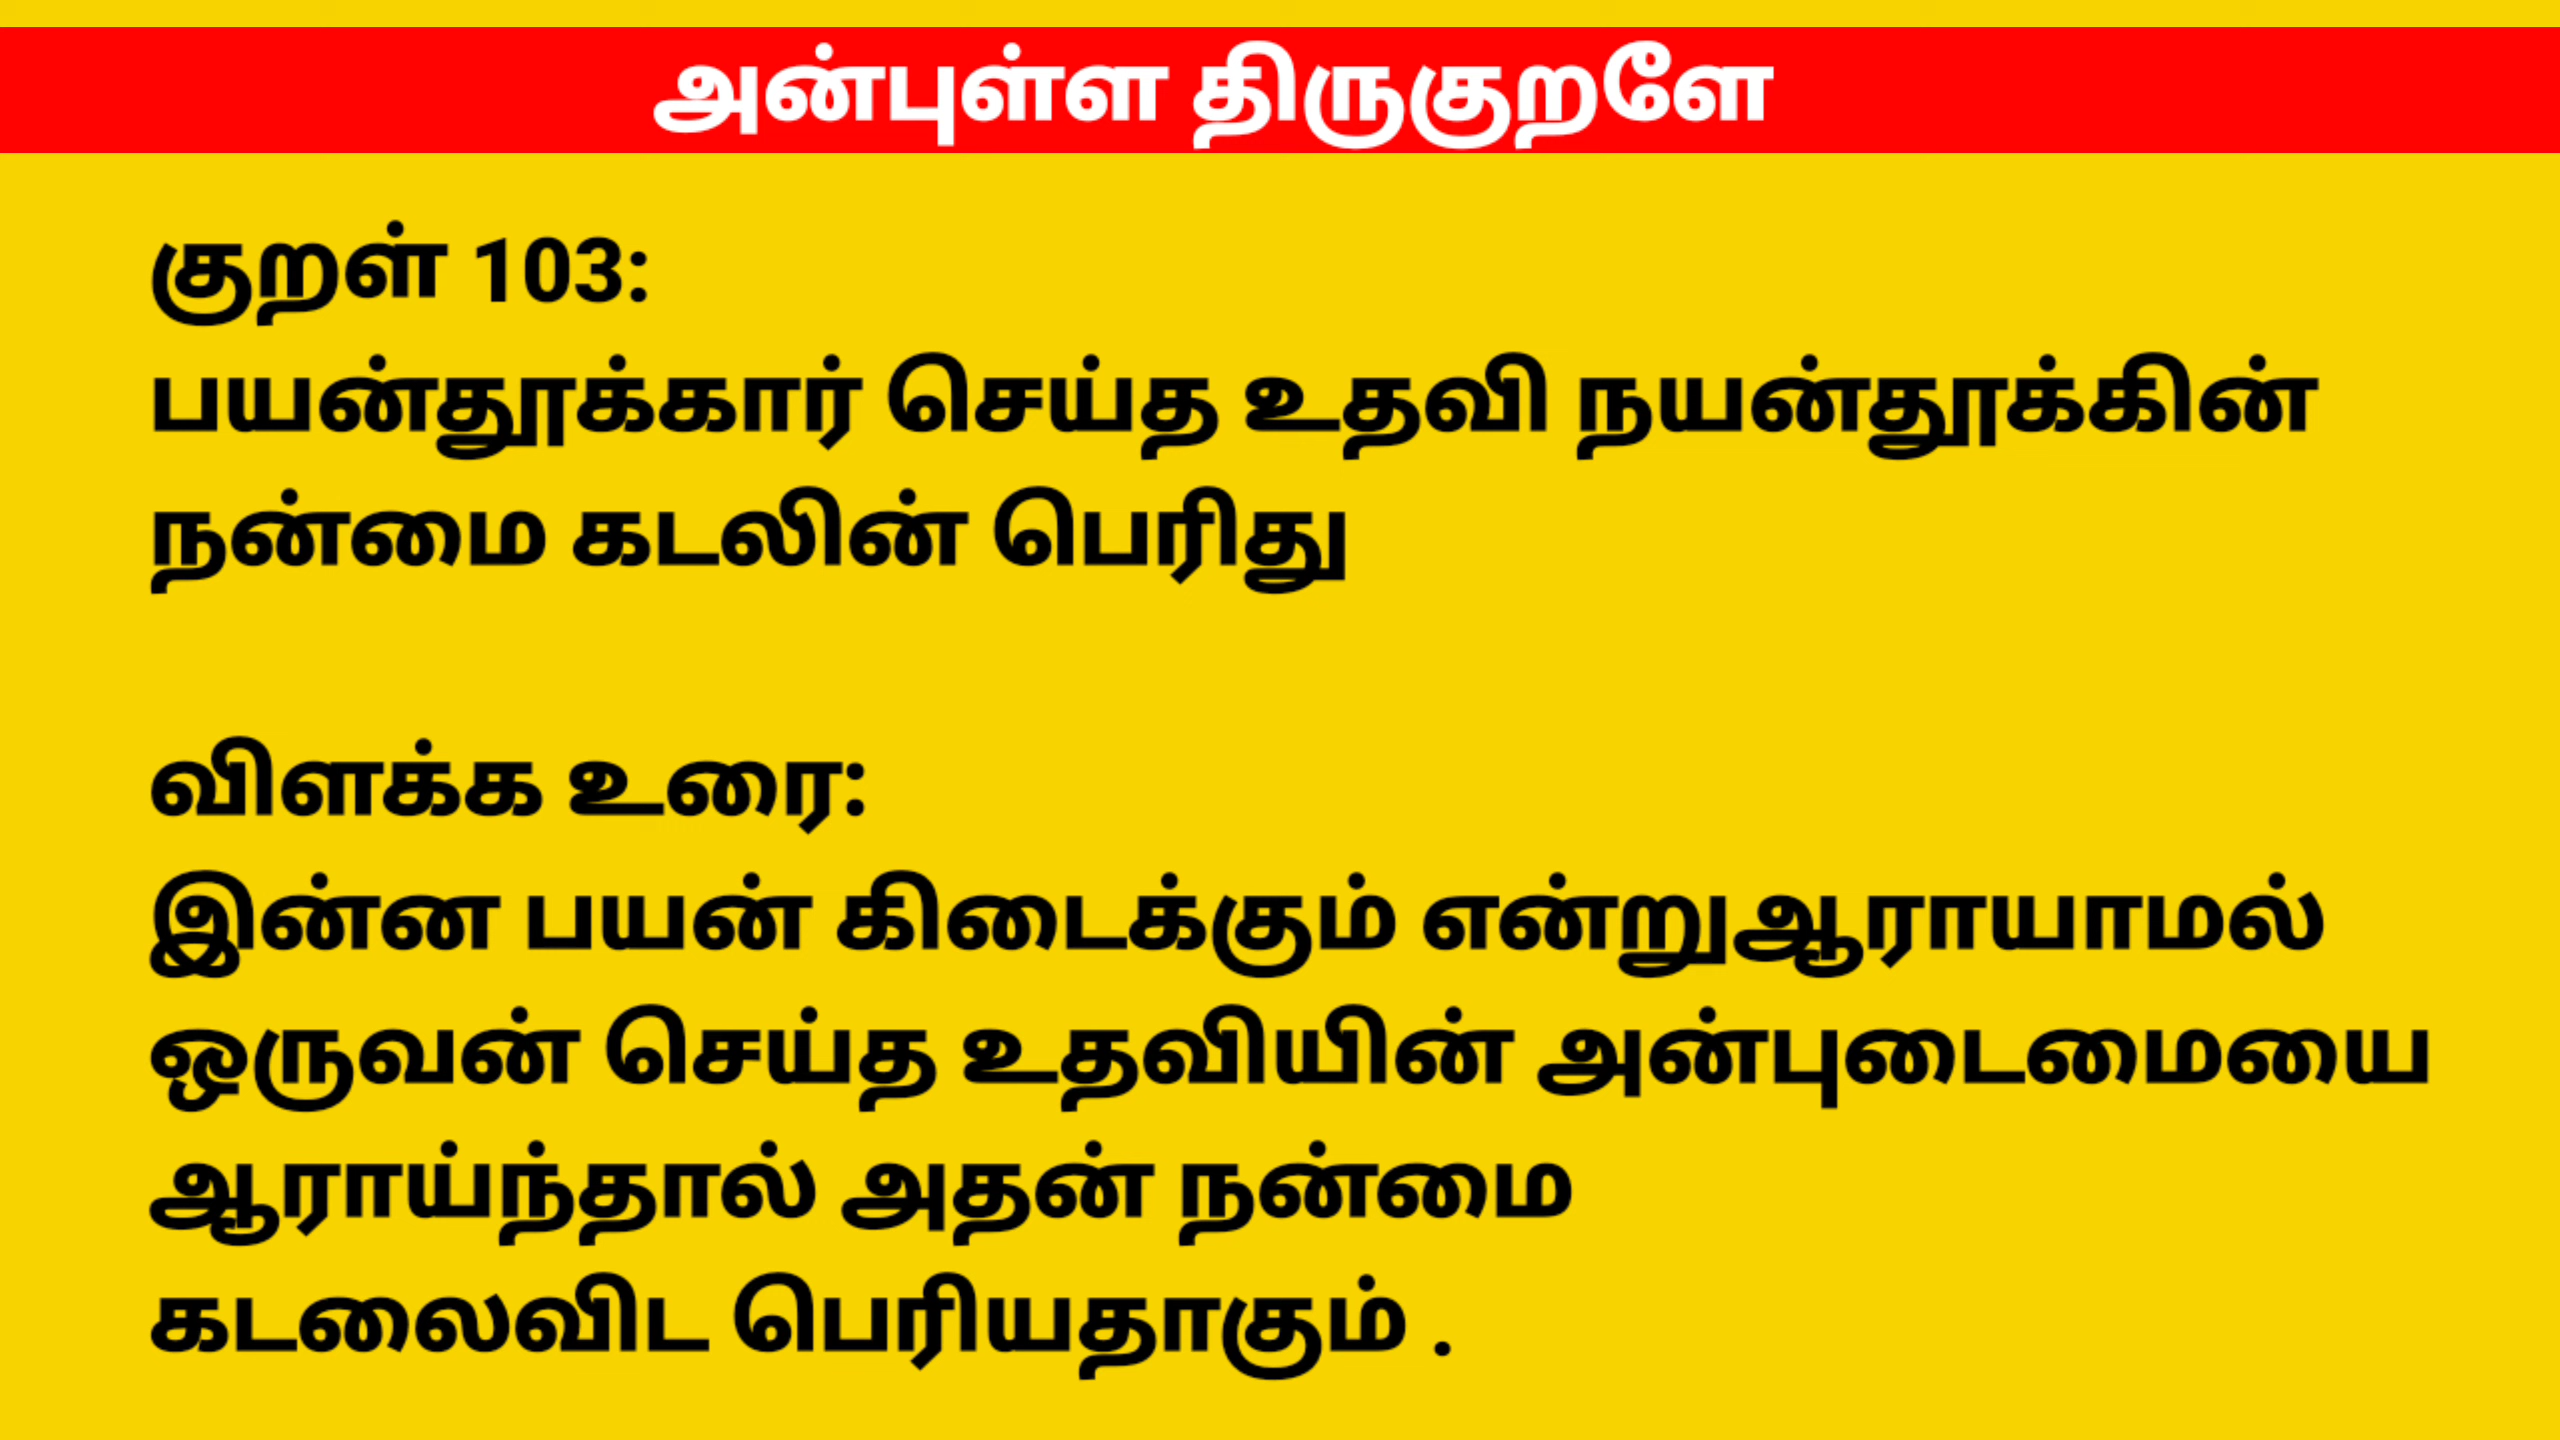 அன்புள்ள திருகுறளே
குறள் 103:
பயன்தூக்கார் செய்த உதவி நயன்தூக்கின்
நன்மை கடலின் பெரிது
விளக்க உரை:
இன்ன பயன் கிடைக்கும் என்றுஆராயாமல்
ஒருவன் செய்த உதவியின் அன்புடைமையை
ஆராய்ந்தால் அதன் நன்மை
கடலைவிட பெரியதாகும் .